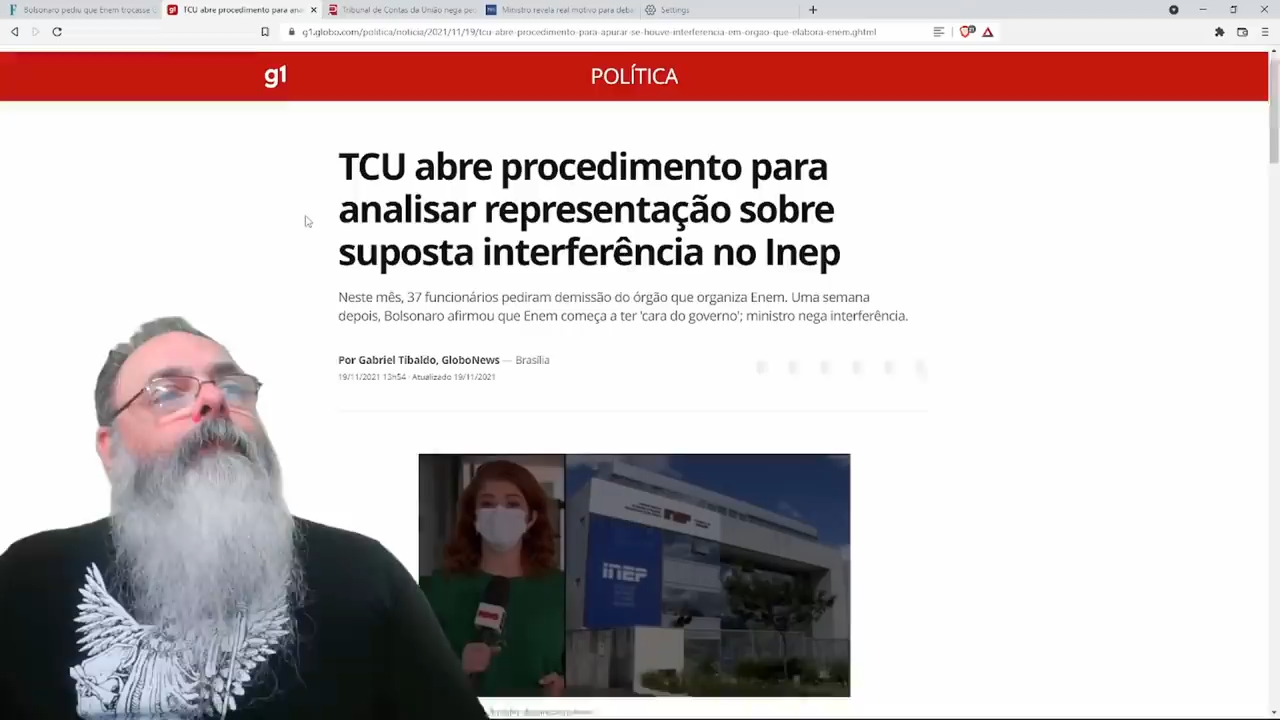 Bolsonaro pediu que Enem trocasse
TCU abre procedimento para ana
Tribunal de Contas da União nega pe
Ministro revela real motivo para deba
Settings
g1.globo.com/politica/noticia/2021/11/19/tcu-abre-procedimento-para-apurar-se-houve-interferencia-em-orgao-que-elabora-enem.ghtml
g1
POLÍTICA
TCU abre procedimento para
analisar representação sobre
suposta interferência no Inep
Neste mês, 37 funcionários pediram demissão do órgão que organiza Enem. Uma semana
depois, Bolsonaro afirmou que Enem começa a ter 'cara do governo'; ministro nega interferência.
Por Gabriel Tibaldo, GloboNews — Brasília
19/11/2021 13h54 · Atualizado 19/11/2021
inep